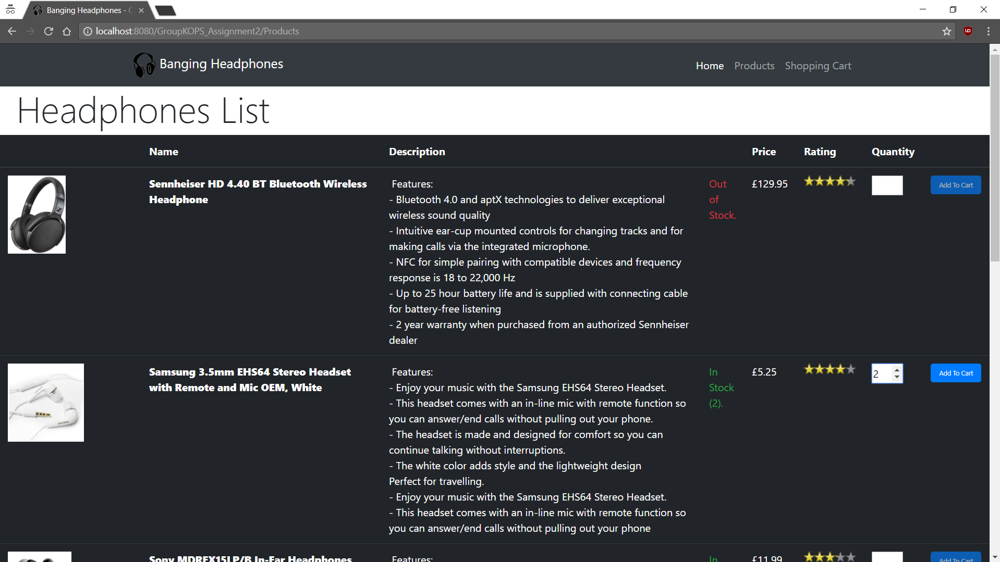 Banging Headphones - C
localhost:8080/GroupKOPS_Assignment2/Products
Banging Headphones
Home Products Shopping Cart
Headphones List
Name Description Price Rating Quantity
Sennheiser HD 4.40 BT Bluetooth Wireless
Headphone
Features:
- Bluetooth 4.0 and aptX technologies to deliver exceptional
wireless sound quality
- Intuitive ear-cup mounted controls for changing tracks and for
making calls via the integrated microphone.
- NFC for simple pairing with compatible devices and frequency
response is 18 to 22,000 Hz
- Up to 25 hour battery life and is supplied with connecting cable
for battery-free listening
- 2 year warranty when purchased from an authorized Sennheiser
dealer
Out
of
Stock.
£129.95
Add To Cart
Samsung 3.5mm EHS64 Stereo Headset
with Remote and Mic OEM, White
Features:
- Enjoy your music with the Samsung EHS64 Stereo Headset.
- This headset comes with an in-line mic with remote function so
you can answer/end calls without pulling out your phone.
- The headset is made and designed for comfort so you can
continue talking without interruptions.
- The white color adds style and the lightweight design
Perfect for travelling.
- Enjoy your music with the Samsung EHS64 Stereo Headset.
- This headset comes with an in-line mic with remote function so
you can answer/end calls without pulling out your phone
In
Stock
(2).
£5.25
2
Add To Cart
Sony MDREX15LP/B In-Ear Headphones
Features:
In
£11.99
Add To Cart